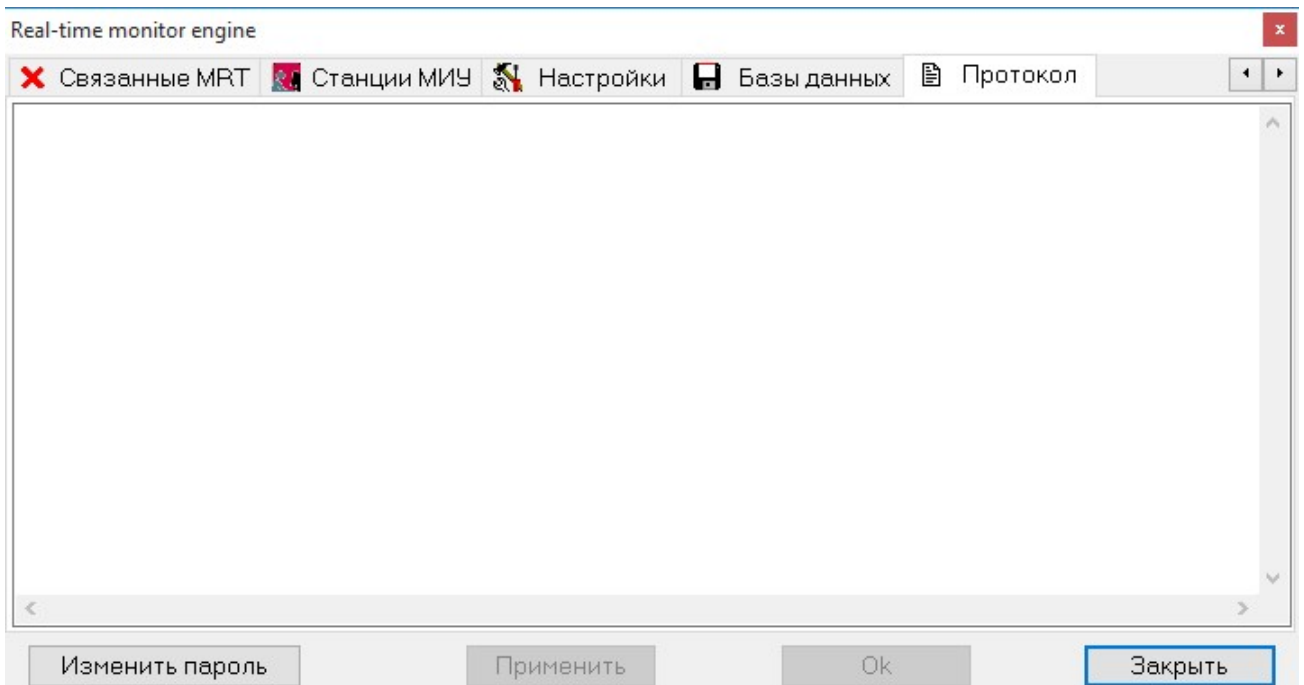 Real-time monitor engine
Связанные MRT Станции МИУ Настройки Базы данных Протокол
Изменить пароль Применить Ok Закрыть